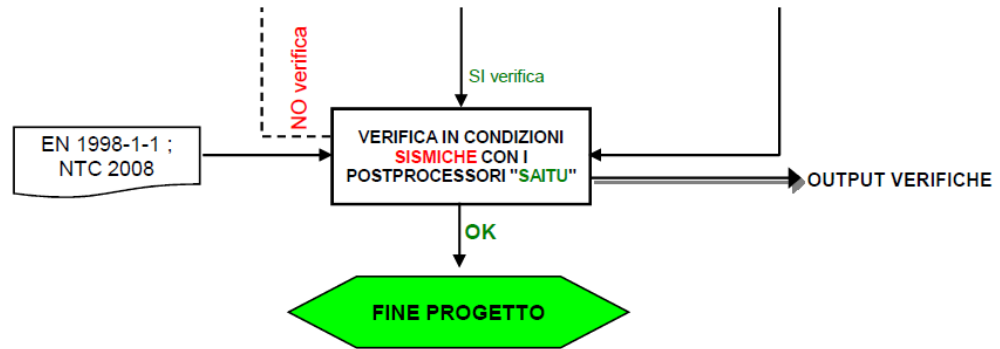 NO verifica
SI verifica
EN 1998-1-1 ;
NTC 2008
VERIFICA IN CONDIZIONI
SISMICHE CON I
POSTPROCESSORI "SAITU"
OUTPUT VERIFICHE
OK
FINE PROGETTO